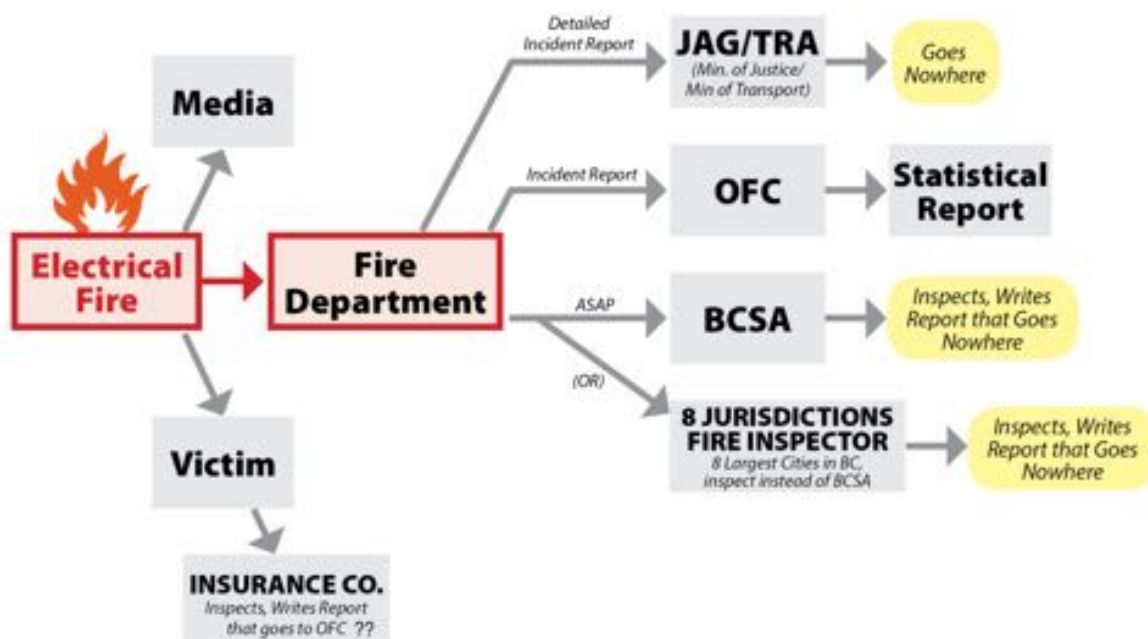 Detailed
Incident Report
JAG/TRA
(Min. of Justice/
Min of Transport)
Goes
Nowhere
Media
Incident Report
OFC
Statistical
Report
Electrical
Fire
Fire
Department
ASAP
BCSA
Inspects, Writes
Report that Goes
Nowhere
(OR)
8 JURISDICTIONS
FIRE INSPECTOR
8 Largest Cities in BC,
inspect instead of BCSA
Inspects, Writes
Report that Goes
Nowhere
Victim
INSURANCE CO.
Inspects, Writes Report
that goes to OFC ??